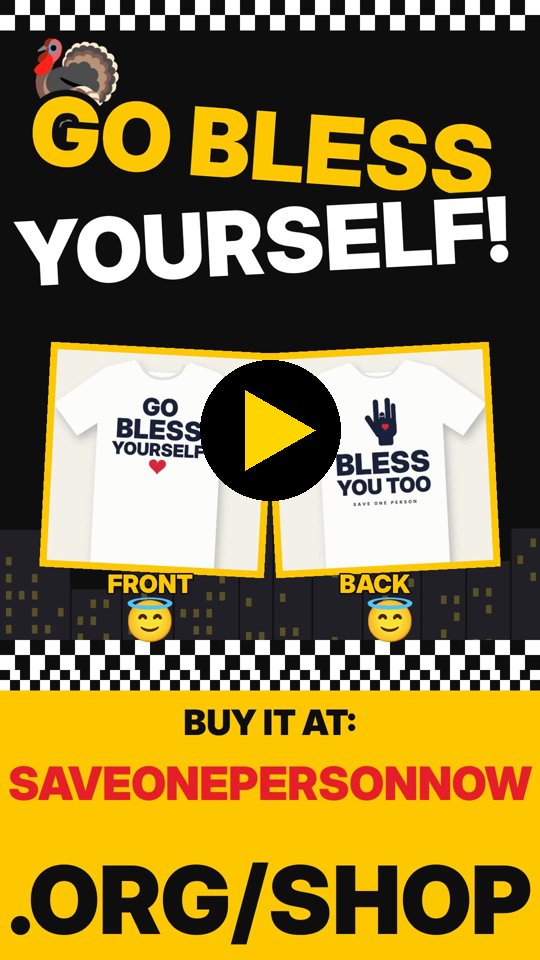 GO BLESS
YOURSELF!
GO
BLESS
YOURSELF
BLESS
YOU TOO
SAVE ONE PERSON
FRONT
BACK
BUY IT AT:
SAVEONEPERSONNOW
.ORG/SHOP